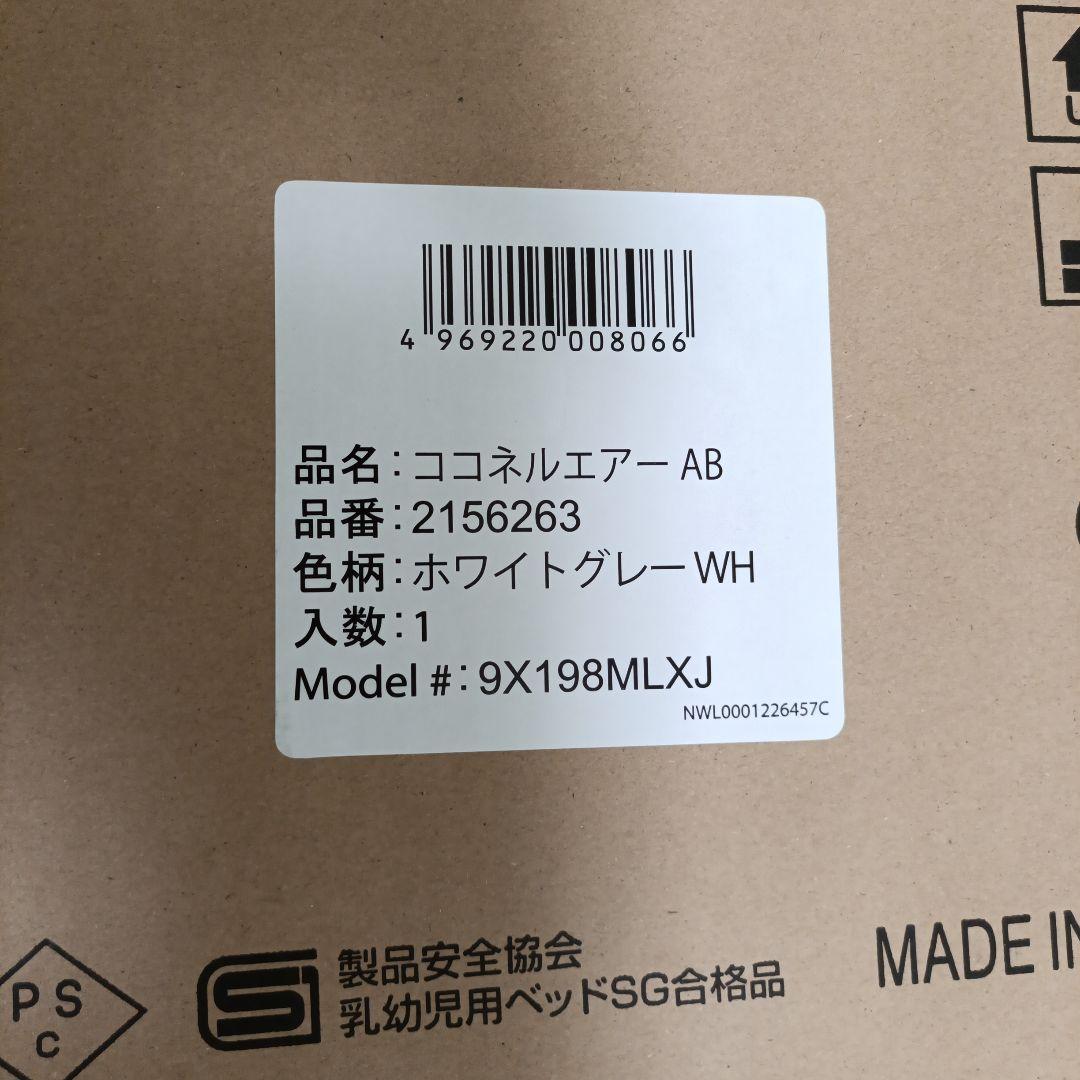 4 969220 008066
品名：ココネルエアー AB
品番：2156263
色柄：ホワイトグレー WH
入数：1
Model #：9X198MLXJ
NWL0001226457C
PS
C
製品安全協会
乳幼児用ベッドSG合格品
MADE IN